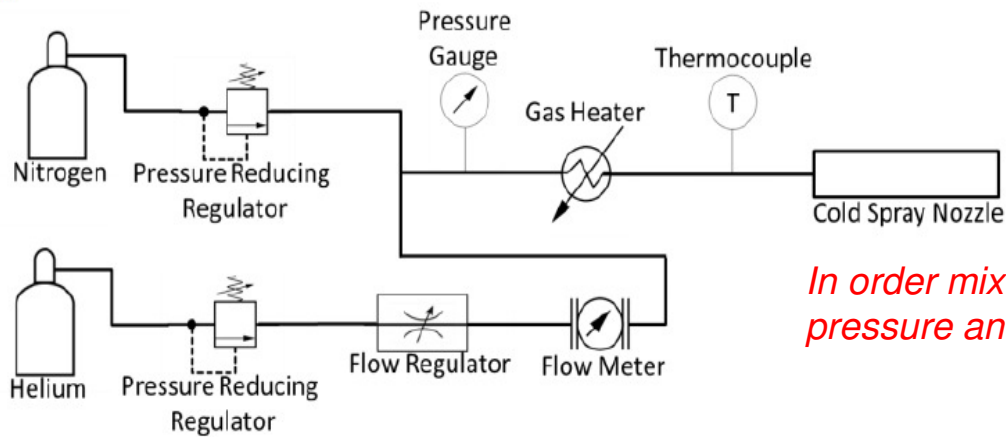 Pressure
Gauge
Thermocouple
T
Gas Heater
Nitrogen
Pressure Reducing
Regulator
Cold Spray Nozzle
In order mix
pressure an
Flow Regulator
Flow Meter
Helium
Pressure Reducing
Regulator